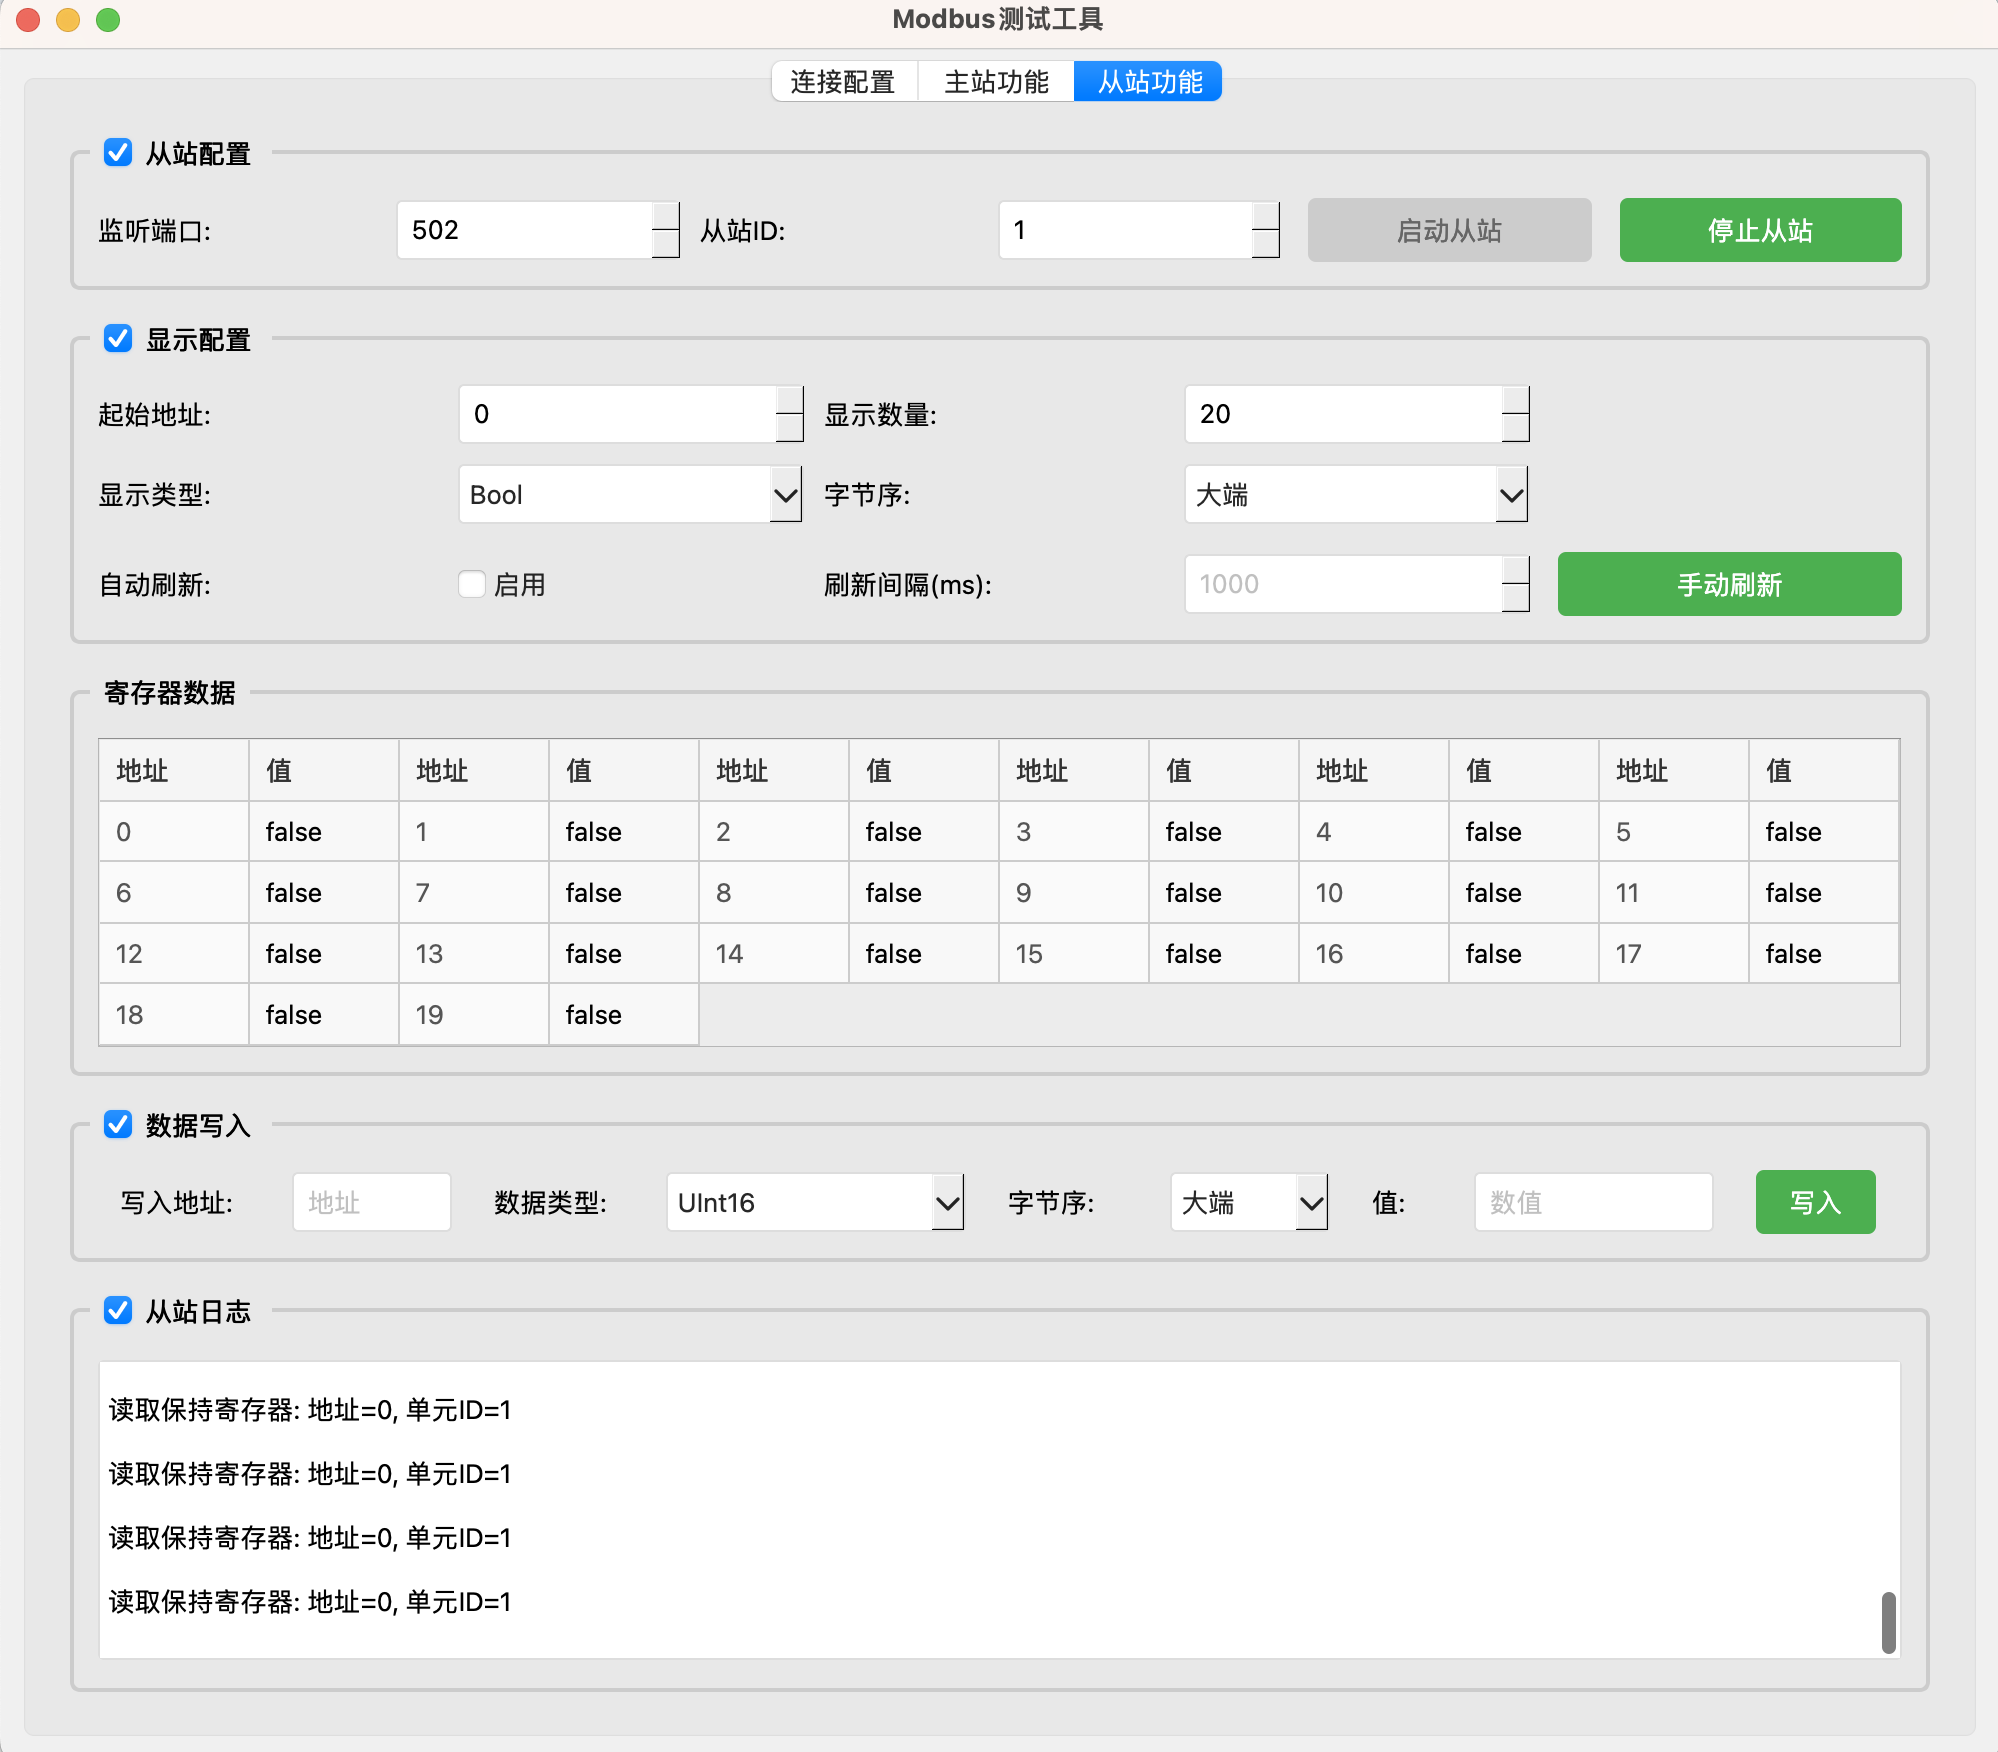 Modbus测试工具
连接配置 主站功能 从站功能
从站配置
监听端口: 502 从站ID: 1 启动从站 停止从站
显示配置
起始地址: 0 显示数量: 20
显示类型: Bool 字节序: 大端
自动刷新: 启用 刷新间隔(ms): 1000 手动刷新
寄存器数据
地址 值 地址 值 地址 值 地址 值 地址 值 地址 值
0 false 1 false 2 false 3 false 4 false 5 false
6 false 7 false 8 false 9 false 10 false 11 false
12 false 13 false 14 false 15 false 16 false 17 false
18 false 19 false
数据写入
写入地址: 地址 数据类型: UInt16 字节序: 大端 值: 数值 写入
从站日志
读取保持寄存器: 地址=0, 单元ID=1
读取保持寄存器: 地址=0, 单元ID=1
读取保持寄存器: 地址=0, 单元ID=1
读取保持寄存器: 地址=0, 单元ID=1